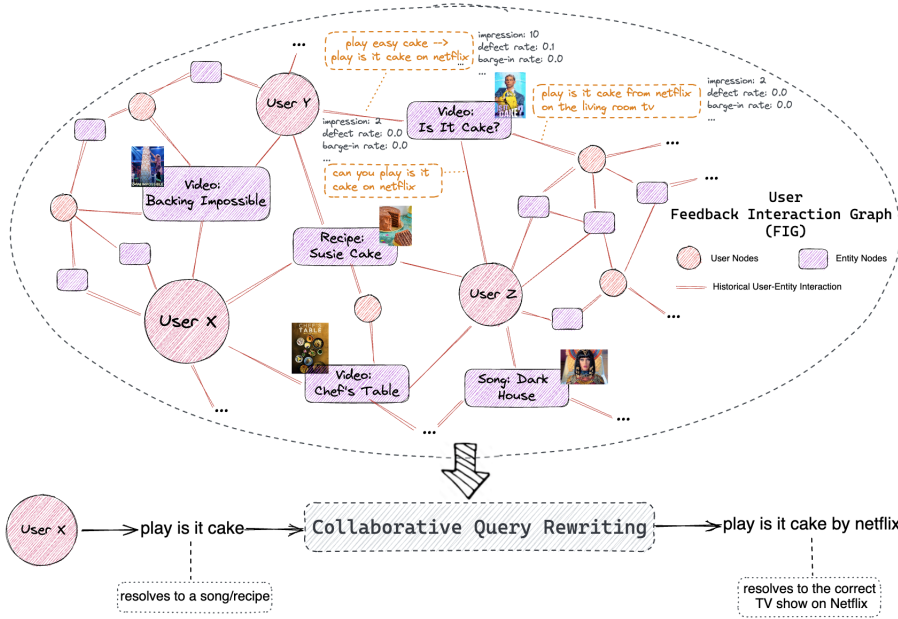 ...
play easy cake -->
play is it cake on netflix
...
impression: 10
defect rate: 0.1
barge-in rate: 0.0
...
User Y
impression: 2
defect rate: 0.0
barge-in rate: 0.0
...
Video:
Is It Cake?
CAKE?
play is it cake from netflix
on the living room tv
impression: 2
defect rate: 0.0
barge-in rate: 0.0
...
can you play is it
cake on netflix
...
...
Video:
Backing Impossible
User
Feedback Interaction Graph
(FIG)
User Nodes
Entity Nodes
Historical User-Entity Interaction
Recipe:
Susie Cake
User X
User Z
...
CHEF'S
TABLE
Video:
Chef's Table
Song: Dark
House
...
...
...
User X
play is it cake
Collaborative Query Rewriting
play is it cake by netflix
resolves to a song/recipe
resolves to the correct
TV show on Netflix